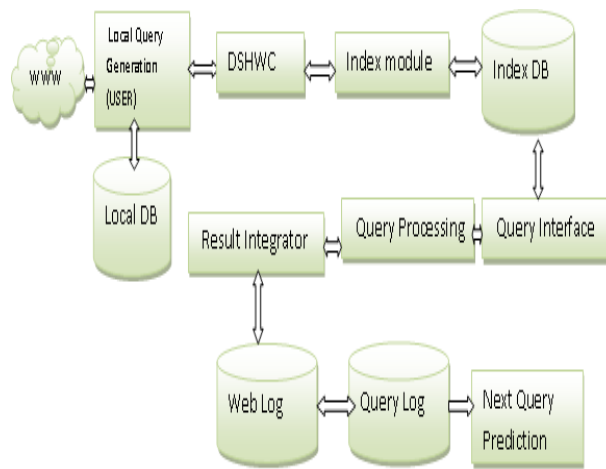 WWW
Local Query
Generation
(USER)
DSHWC
Index module
Index DB
Local DB
Result Integrator
Query Processing
Query Interface
Web Log
Query Log
Next Query
Prediction